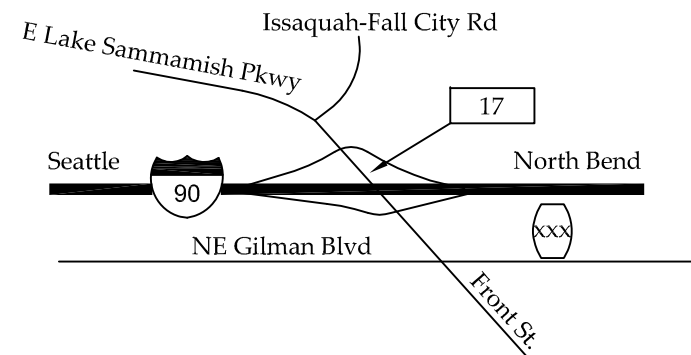 Issaquah-Fall City Rd
E Lake Sammamish Pkwy
17
Seattle
North Bend
90
xxx
NE Gilman Blvd
Front St.